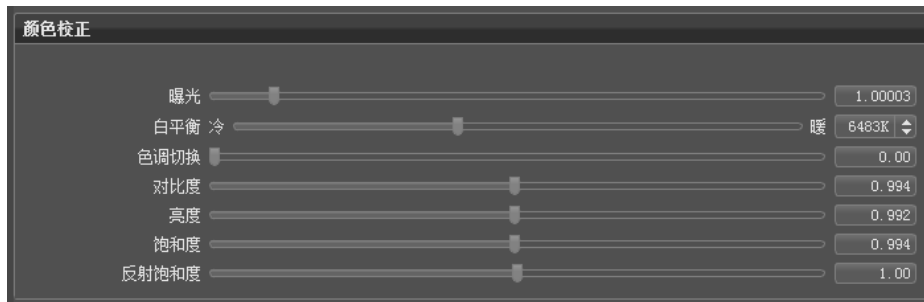 颜色校正
曝光 1.00003
白平衡 冷 暖 6483K
色调切换 0.00
对比度 0.994
亮度 0.992
饱和度 0.994
反射饱和度 1.00